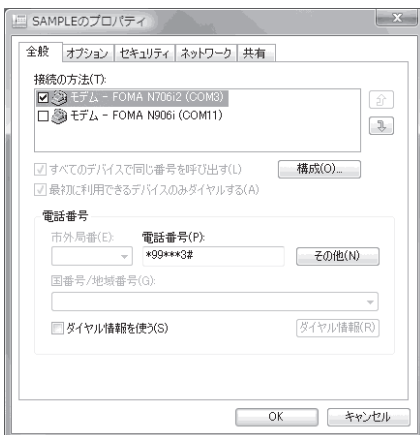 SAMPLEのプロパティ
全般 オプション セキュリティ ネットワーク 共有
接続の方法(T):
モデム - FOMA N706i2 (COM3)
モデム - FOMA N906i (COM11)
すべてのデバイスで同じ番号を呼び出す(L)
構成(O)...
最初に利用できるデバイスのみダイヤルする(A)
電話番号
市外局番(E): 電話番号(P):
*99***3# その他(N)
国番号/地域番号(G):
ダイヤル情報を使う(S) ダイヤル情報(R)
OK キャンセル